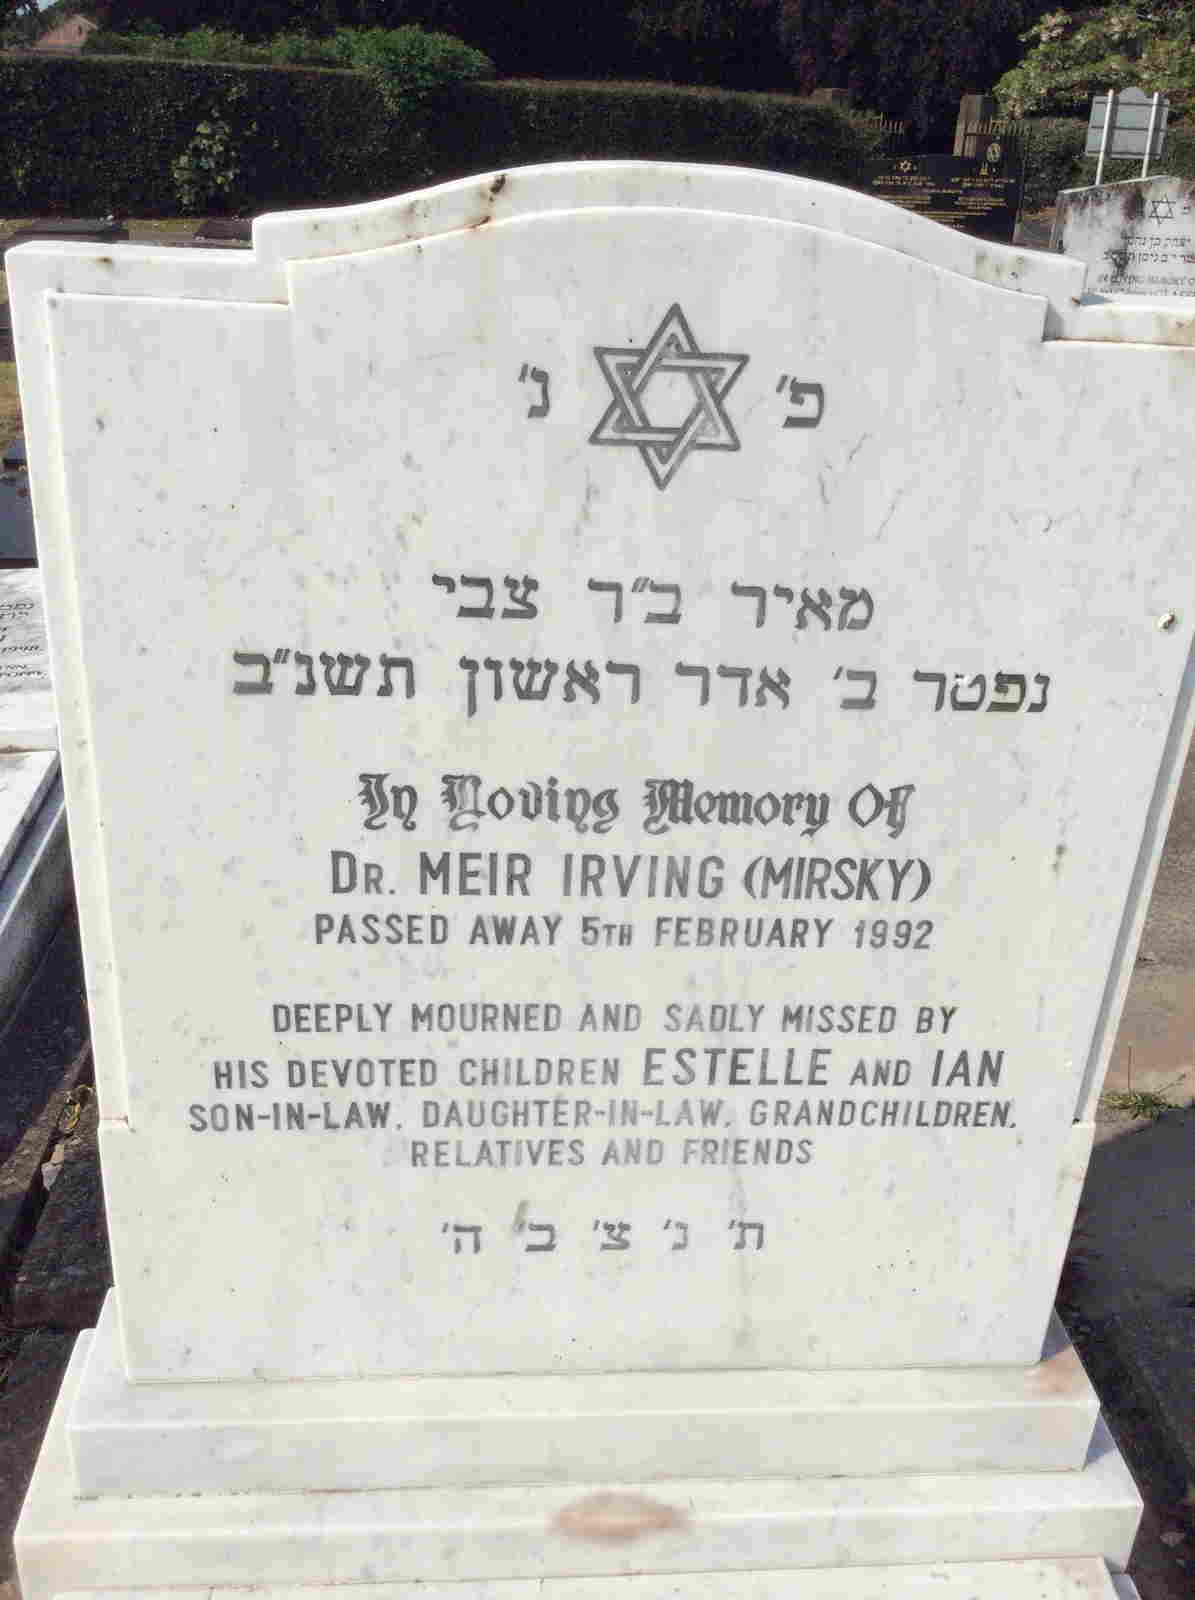 פ' נ'
מאיר ב"ר צבי
נפטר ב' אדר ראשון תשנ"ב
In Loving Memory Of
DR. MEIR IRVING (MIRSKY)
PASSED AWAY 5TH FEBRUARY 1992
DEEPLY MOURNED AND SADLY MISSED BY
HIS DEVOTED CHILDREN ESTELLE AND IAN
SON-IN-LAW, DAUGHTER-IN-LAW, GRANDCHILDREN,
RELATIVES AND FRIENDS
ת' נ' צ' ב' ה'